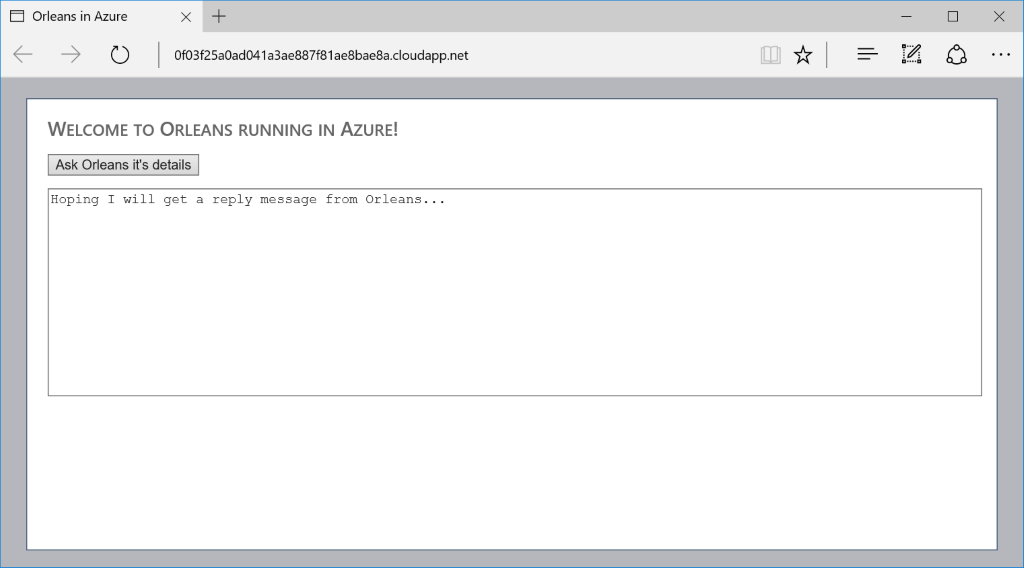 Orleans in Azure
0f03f25a0ad041a3ae887f81ae8bae8a.cloudapp.net
Welcome to Orleans running in Azure!
Ask Orleans it's details
Hoping I will get a reply message from Orleans...